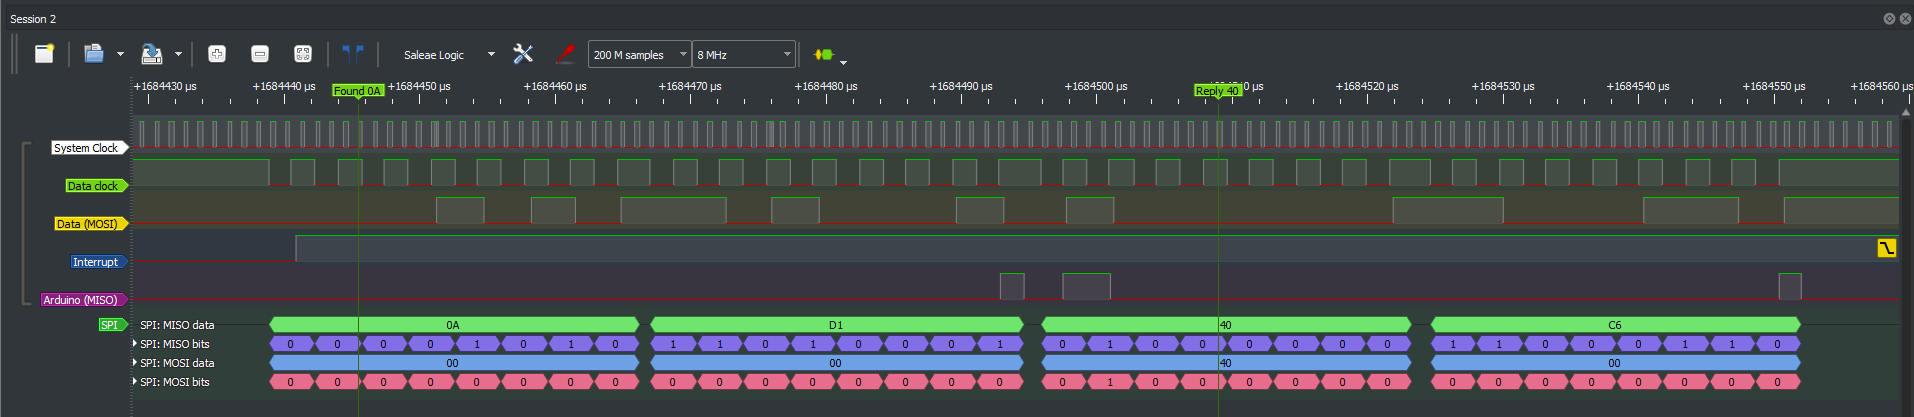 Session 2
Saleae Logic 200 M samples 8 MHz
+1684430 µs +1684440 µs +1684450 µs +1684460 µs +1684470 µs +1684480 µs +1684490 µs +1684500 µs +1684520 µs +1684530 µs +1684540 µs +1684550 µs +1684560 µs
Found 0A Reply 40
System Clock
Data clock
Data (MOSI)
Interrupt
Arduino (MISO)
SPI SPI: MISO data 0A D1 40 C6
SPI: MISO bits 0 0 0 0 1 0 1 0 1 1 0 1 0 0 0 1 0 1 0 0 0 0 0 0 1 1 0 0 0 1 1 0
SPI: MOSI data 00 00 40 00
SPI: MOSI bits 0 0 0 0 0 0 0 0 0 0 0 0 0 0 0 0 0 1 0 0 0 0 0 0 0 0 0 0 0 0 0 0